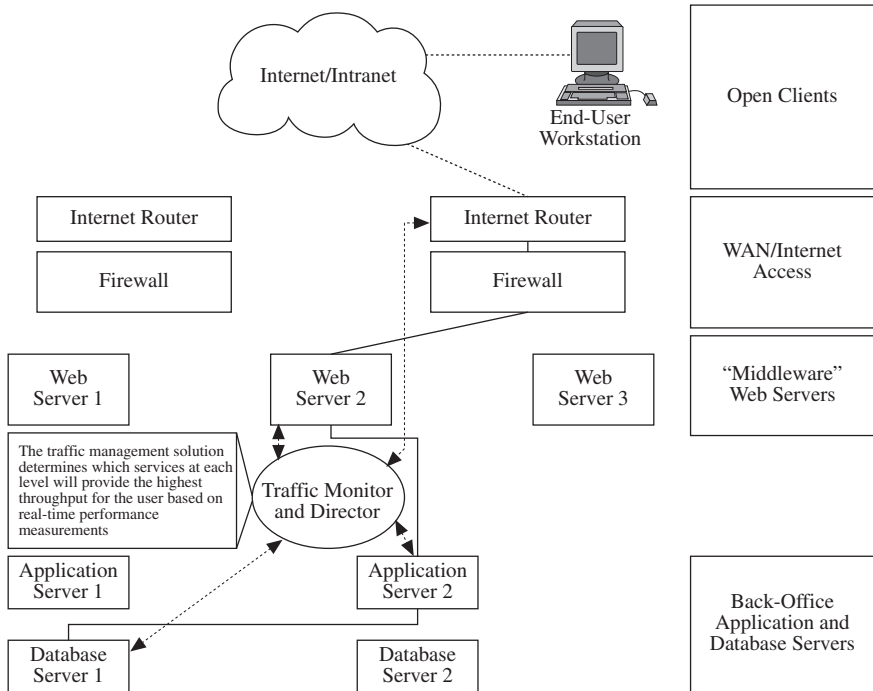 Internet/Intranet
End-User
Workstation
Open Clients
Internet Router
Internet Router
Firewall
Firewall
WAN/Internet
Access
Web
Server 1
Web
Server 2
Web
Server 3
“Middleware”
Web Servers
The traffic management solution
determines which services at each
level will provide the highest
throughput for the user based on
real-time performance
measurements
Traffic Monitor
and Director
Application
Server 1
Application
Server 2
Database
Server 1
Database
Server 2
Back-Office
Application and
Database Servers